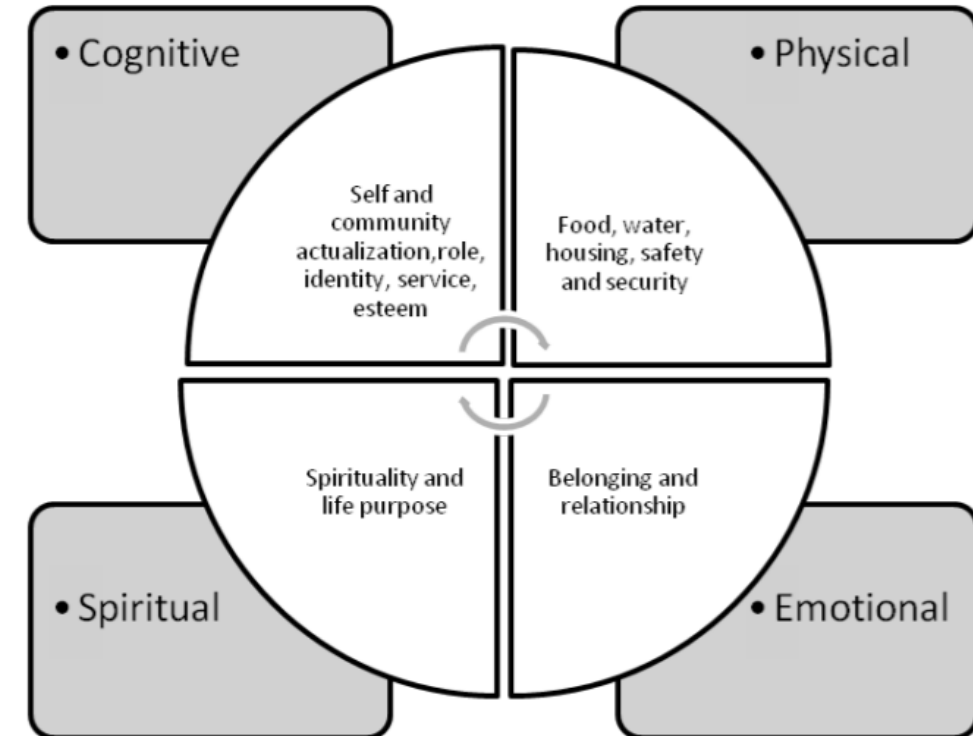 • Cognitive
• Physical
Self and
community
actualization,role,
identity, service,
esteem
Food, water,
housing, safety
and security
Spirituality and
life purpose
Belonging and
relationship
• Spiritual
• Emotional